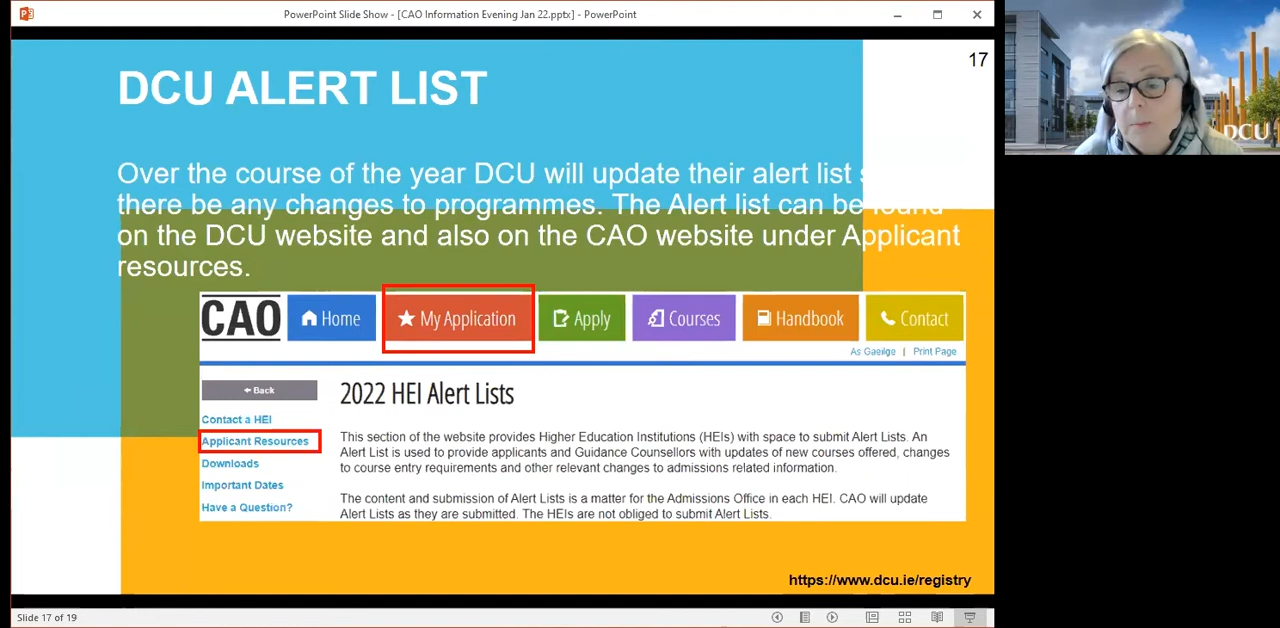 PowerPoint Slide Show - [CAO Information Evening Jan 22.pptx] - PowerPoint
17
DCU ALERT LIST
Over the course of the year DCU will update their alert list
there be any changes to programmes. The Alert list can be found
on the DCU website and also on the CAO website under Applicant
resources.
CAO Home My Application Apply Courses Handbook Contact
As Gaeilge | Print Page
Back
2022 HEI Alert Lists
Contact a HEI
Applicant Resources
Downloads
Important Dates
Have a Question?
This section of the website provides Higher Education Institutions (HEIs) with space to submit Alert Lists. An
Alert List is used to provide applicants and Guidance Counsellors with updates of new courses offered, changes
to course entry requirements and other relevant changes to admissions related information.
The content and submission of Alert Lists is a matter for the Admissions Office in each HEI. CAO will update
Alert Lists as they are submitted. The HEIs are not obliged to submit Alert Lists.
https://www.dcu.ie/registry
Slide 17 of 19
DCU